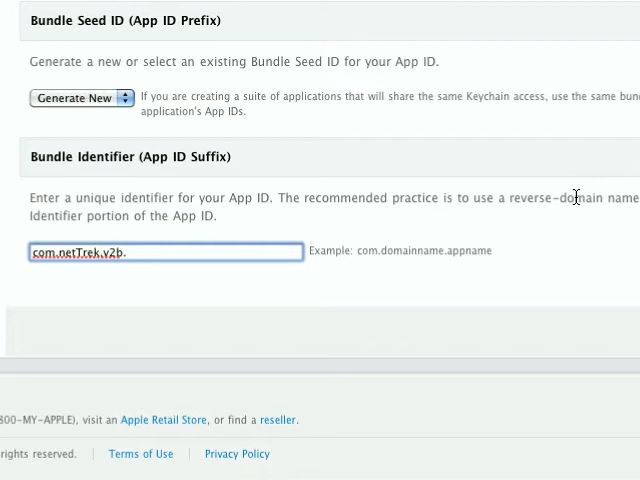 Bundle Seed ID (App ID Prefix)
Generate a new or select an existing Bundle Seed ID for your App ID.
Generate New
If you are creating a suite of applications that will share the same Keychain access, use the same bun
application's App IDs.
Bundle Identifier (App ID Suffix)
Enter a unique identifier for your App ID. The recommended practice is to use a reverse-domain name
Identifier portion of the App ID.
com.netTrek.v2b. Example: com.domainname.appname
800-MY-APPLE), visit an Apple Retail Store, or find a reseller.
rights reserved. Terms of Use Privacy Policy